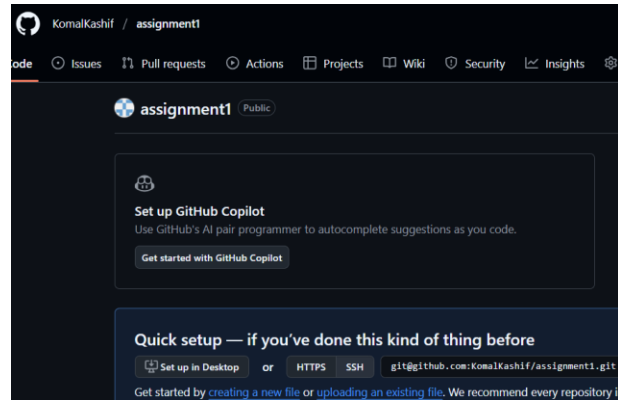 KomalKashif / assignment1
Code Issues Pull requests Actions Projects Wiki Security Insights
assignment1 Public
Set up GitHub Copilot
Use GitHub's AI pair programmer to autocomplete suggestions as you code.
Get started with GitHub Copilot
Quick setup — if you've done this kind of thing before
Set up in Desktop or HTTPS SSH git@github.com:KomalKashif/assignment1.git
Get started by creating a new file or uploading an existing file. We recommend every repository i